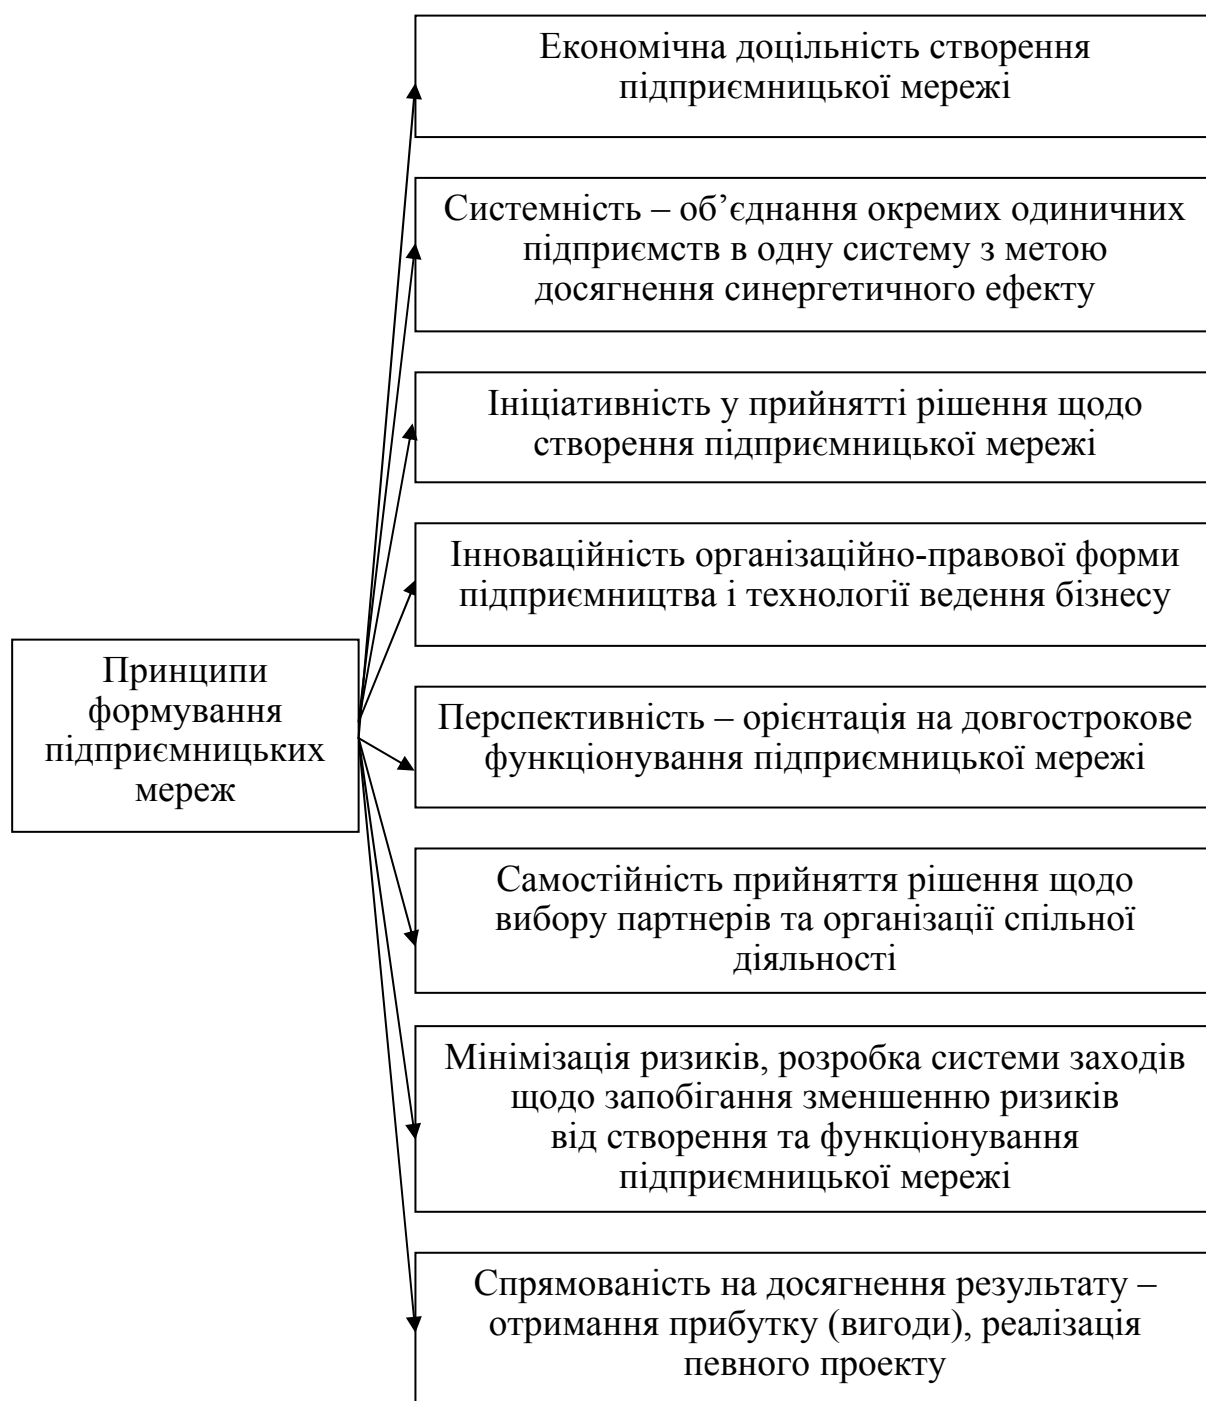 Економічна доцільність створення
підприємницької мережі
Системність – об’єднання окремих одиничних
підприємств в одну систему з метою
досягнення синергетичного ефекту
Ініціативність у прийнятті рішення щодо
створення підприємницької мережі
Інноваційність організаційно-правової форми
підприємництва і технології ведення бізнесу
Принципи
формування
підприємницьких
мереж
Перспективність – орієнтація на довгострокове
функціонування підприємницької мережі
Самостійність прийняття рішення щодо
вибору партнерів та організації спільної
діяльності
Мінімізація ризиків, розробка системи заходів
щодо запобігання зменшенню ризиків
від створення та функціонування
підприємницької мережі
Спрямованість на досягнення результату –
отримання прибутку (вигоди), реалізація
певного проекту